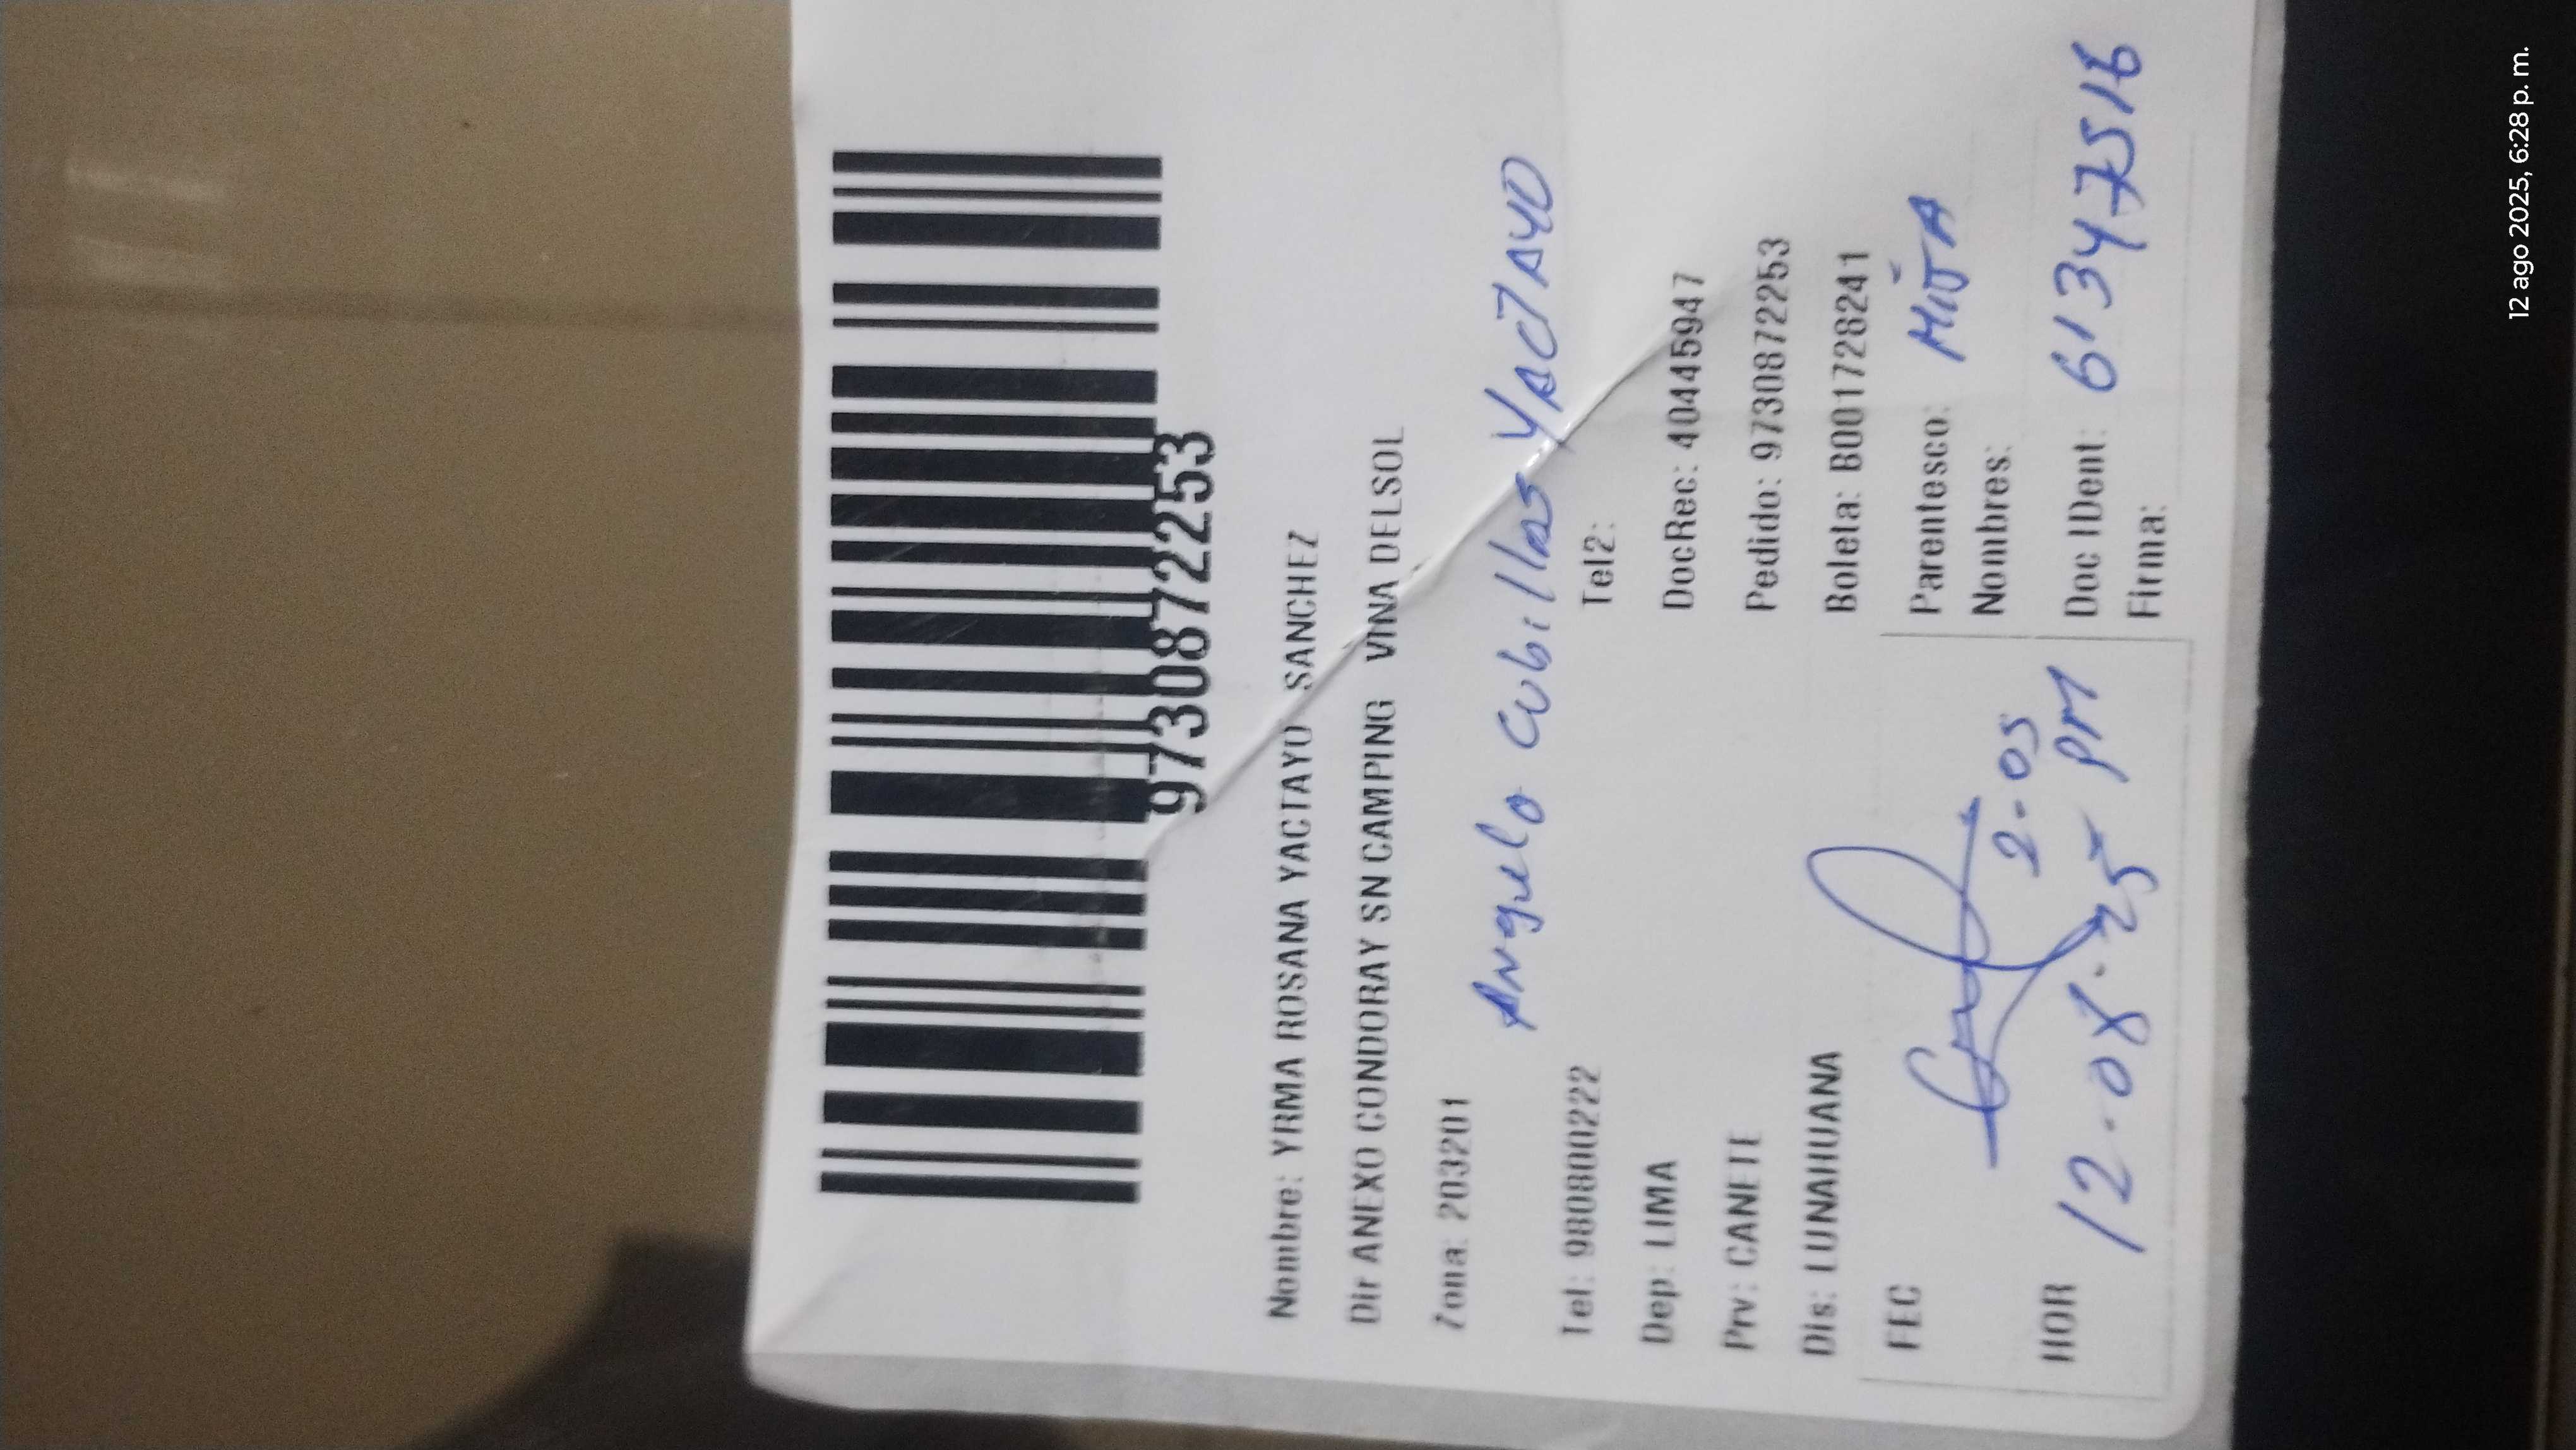 9730872253
Nombre: YRMA ROSANA YACTAYO SANCHEZ
Dir ANEXO CONDORAY SN CAMPING VINA DELSOL
Zona: 203201
Angelo Cubillas YACTAYO
Tel: 980800222 Tel2:
Dep: LIMA DocRec: 40445947
Prv: CANETE Pedido: 9730872253
Dis: LUNAHUANA Boleta: B001728241
FEC Parentesco: HIJA
Nombres:
2.05
HOR 12.08.25 PM Doc IDent: 61347516
Firma:
12 ago 2025, 6:28 p. m.